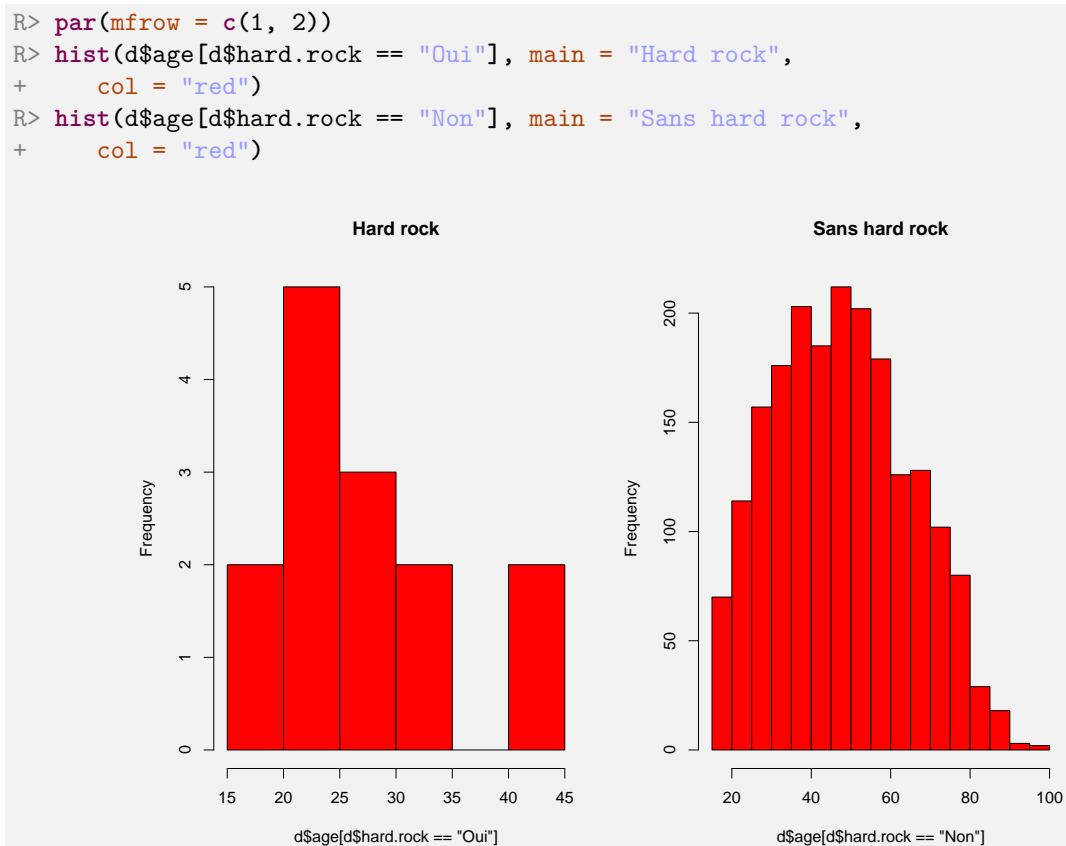 R> par(mfrow = c(1, 2))
R> hist(d$age[d$hard.rock == "Oui"], main = "Hard rock",
+     col = "red")
R> hist(d$age[d$hard.rock == "Non"], main = "Sans hard rock",
+     col = "red")
Hard rock
Frequency
5
4
3
2
1
0
15 20 25 30 35 40 45
d$age[d$hard.rock == "Oui"]
Sans hard rock
Frequency
200
150
100
50
0
20 40 60 80 100
d$age[d$hard.rock == "Non"]